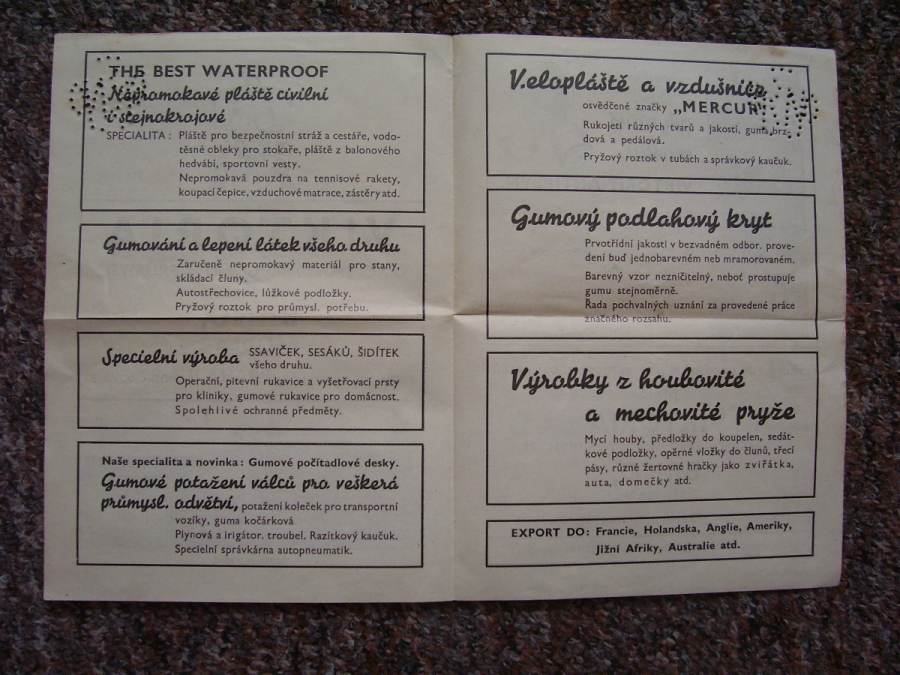 THE BEST WATERPROOF
Nepromokavé pláště civilní
i stejnokrojové
SPECIALITA: Pláště pro bezpečnostní stráž a cestáře, vodo-
těsné obleky pro stokaře, pláště z balonového
hedvábí, sportovní vesty.
Nepromokavá pouzdra na tennisové rakety,
koupací čepice, vzduchové matrace, zástěry atd.
Gumování a lepení látek všeho druhu
Zaručeně nepromokavý materiál pro stany,
skládací čluny.
Autostřechovice, lůžkové podložky.
Pryžový roztok pro průmysl. potřebu.
Specielní výroba SSAVIČEK, SESÁKŮ, ŠIDÍTEK
všeho druhu.
Operační, pitevní rukavice a vyšetřovací prsty
pro kliniky, gumové rukavice pro domácnost.
Spolehlivé ochranné předměty.
Naše specialita a novinka: Gumové počítadlové desky.
Gumové potažení válců pro veškerá
průmysl. odvětví, potažení koleček pro transportní
vozíky, guma kočárková
Plynová a irigátor. troubel. Razítkový kaučuk.
Specielní správkárna autopneumatik.
Velopláště a vzdušnice
osvědčené značky „MERCUR"
Rukojeti různých tvarů a jakostí, guma brz-
dová a pedálová.
Pryžový roztok v tubách a správkový kaučuk.
Gumový podlahový kryt
Prvotřídní jakosti v bezvadném odbor. prove-
dení buď jednobarevném neb mramorovaném.
Barevný vzor nezničitelný, neboť prostupuje
gumu stejnoměrně.
Řada pochvalných uznání za provedené práce
značného rozsahu.
Výrobky z houbovité
a mechovité pryže
Mycí houby, předložky do koupelen, sedát-
kové podložky, opěrné vložky do člunů, třecí
pásy, různé žertovné hračky jako zvířátka,
auta, domečky atd.
EXPORT DO: Francie, Holandska, Anglie, Ameriky,
Jižní Afriky, Australie atd.